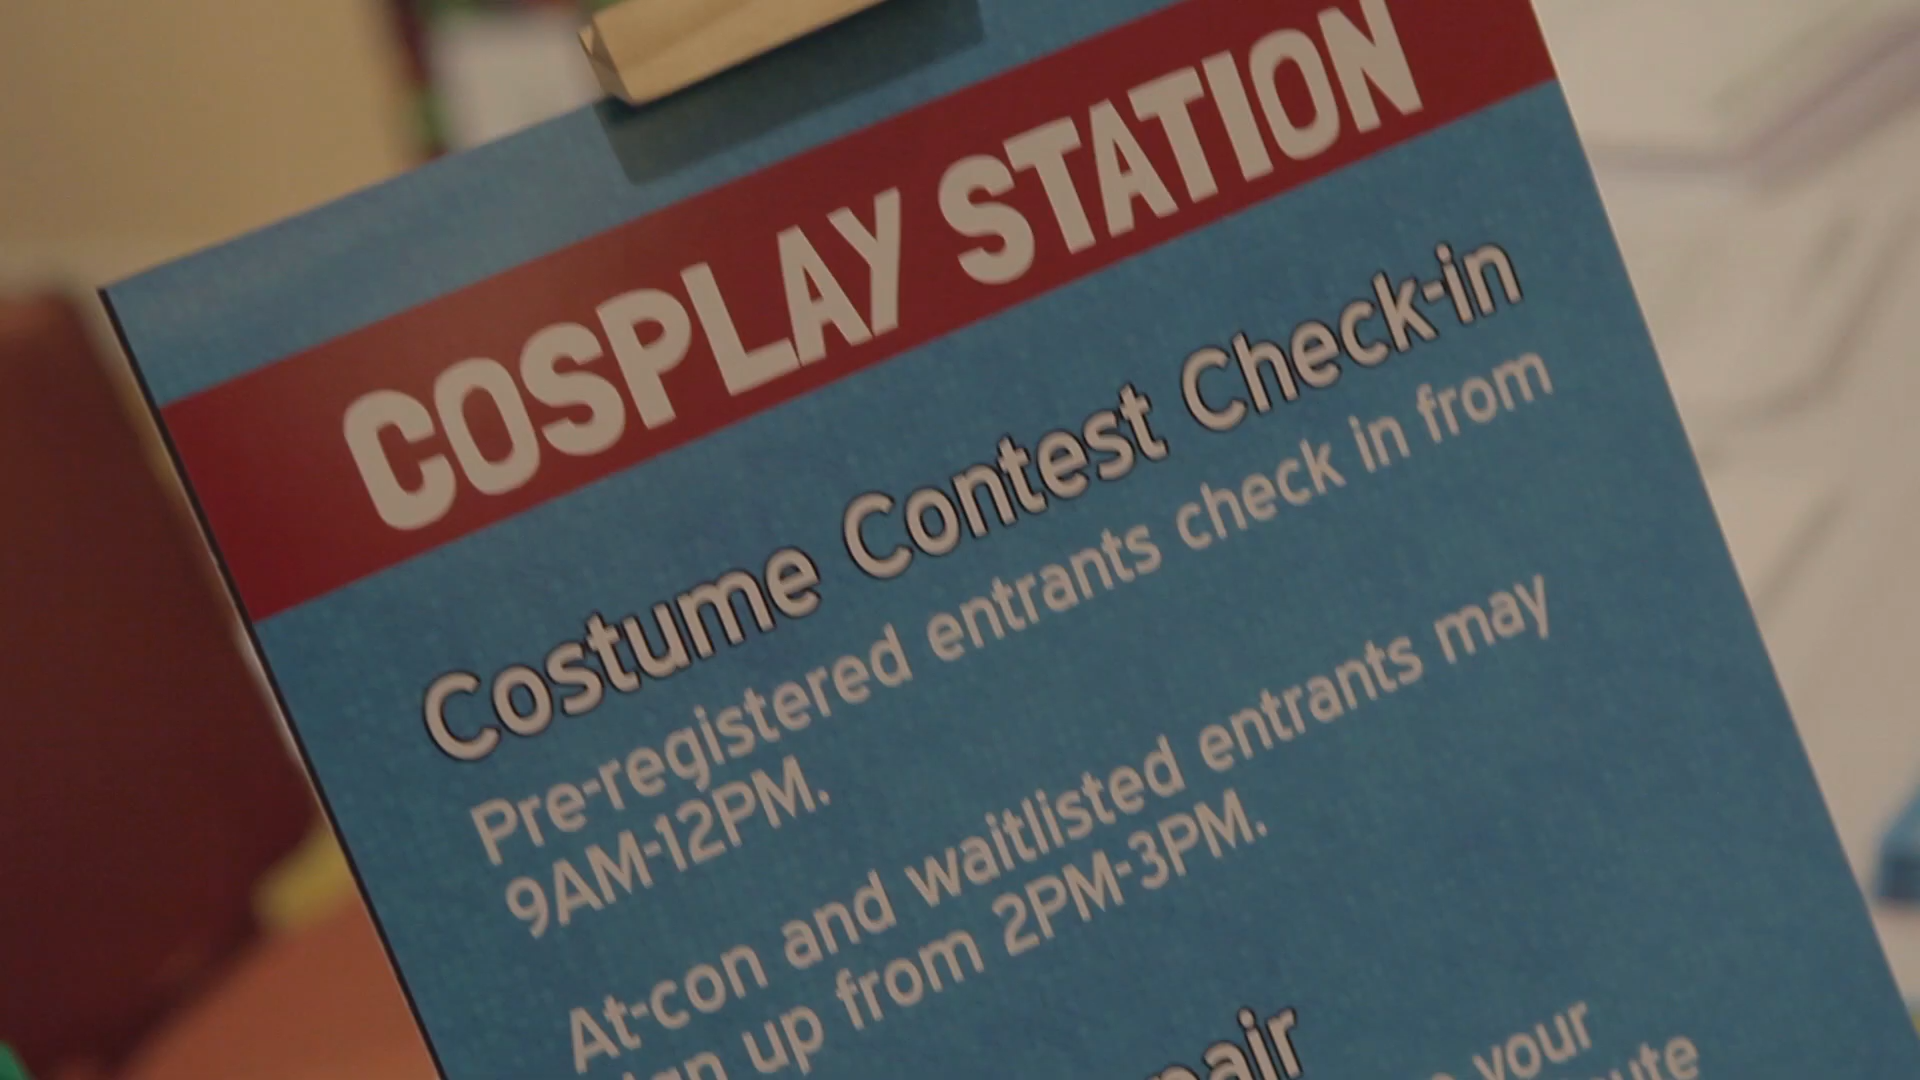 COSPLAY STATION
Costume Contest Check-in
Pre-registered entrants check in from
9AM-12PM.
At-con and waitlisted entrants may
up from 2PM-3PM.
your